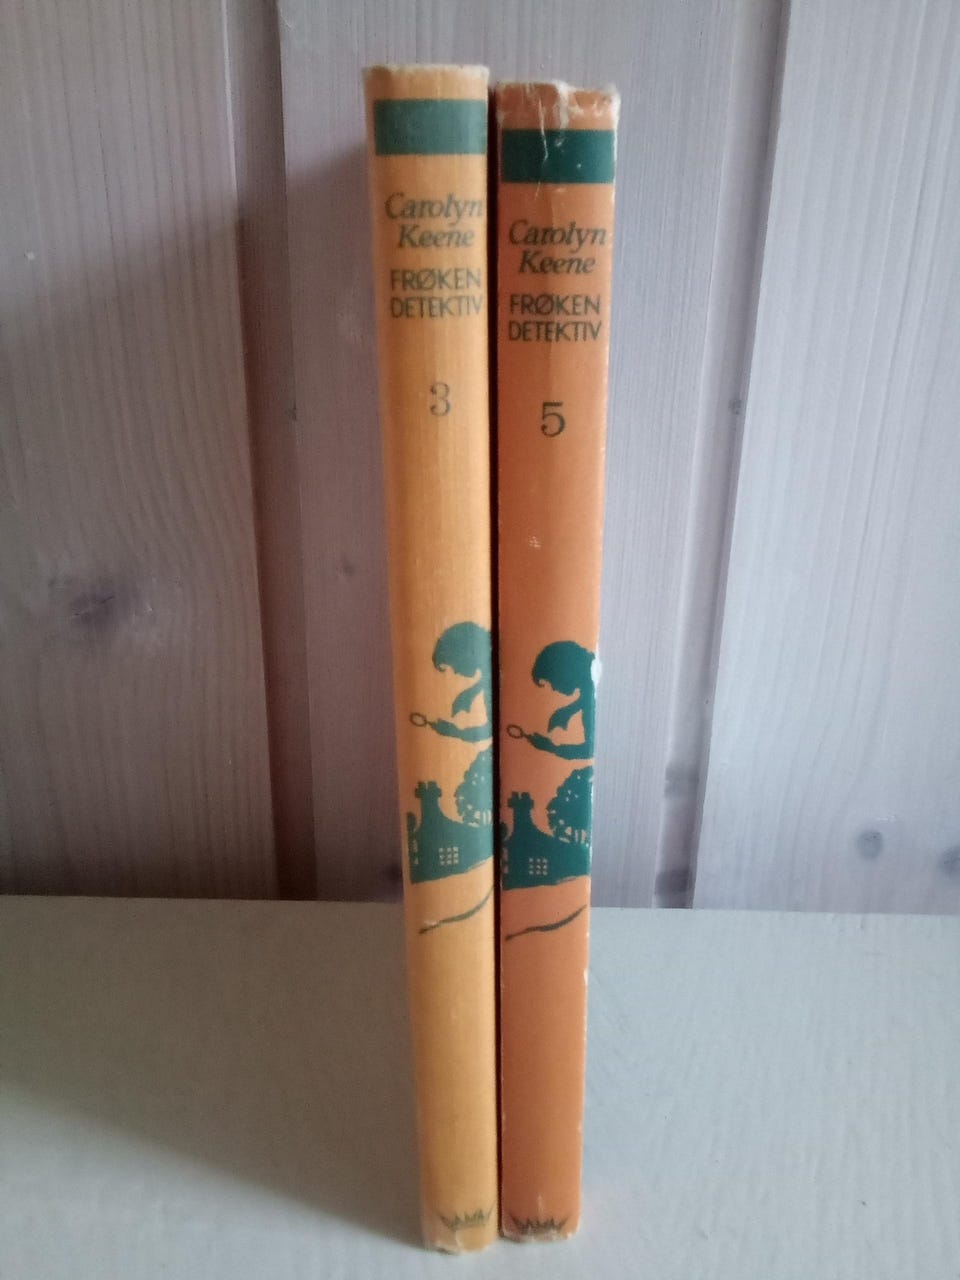 Carolyn
Keene
FRØKEN
DETEKTIV
3
Carolyn
Keene
FRØKEN
DETEKTIV
5